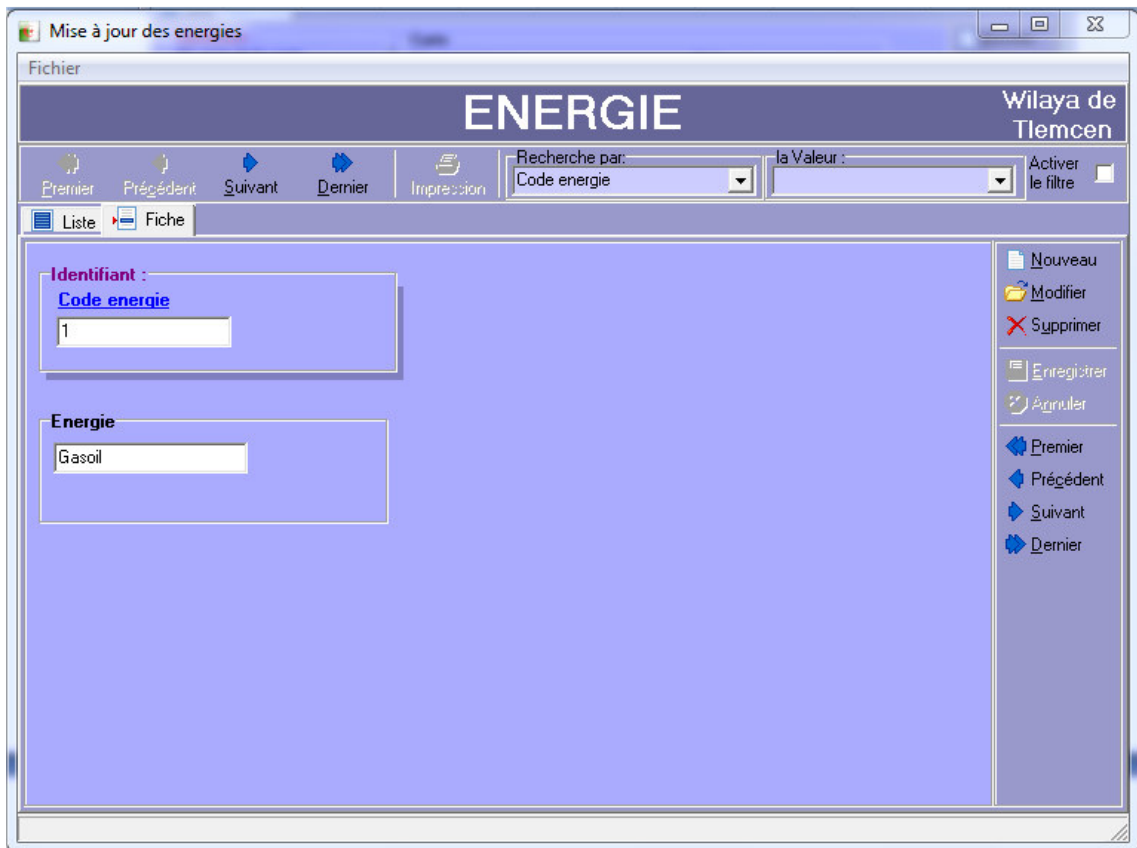 Mise à jour des energies
Fichier
ENERGIE
Wilaya de
Tlemcen
Premier
Précédent
Suivant
Dernier
Impression
Recherche par:
Code energie
la Valeur :
Activer
le filtre
Liste
Fiche
Identifiant :
Code energie
1
Energie
Gasoil
Nouveau
Modifier
Supprimer
Enregistrer
Annuler
Premier
Précédent
Suivant
Dernier